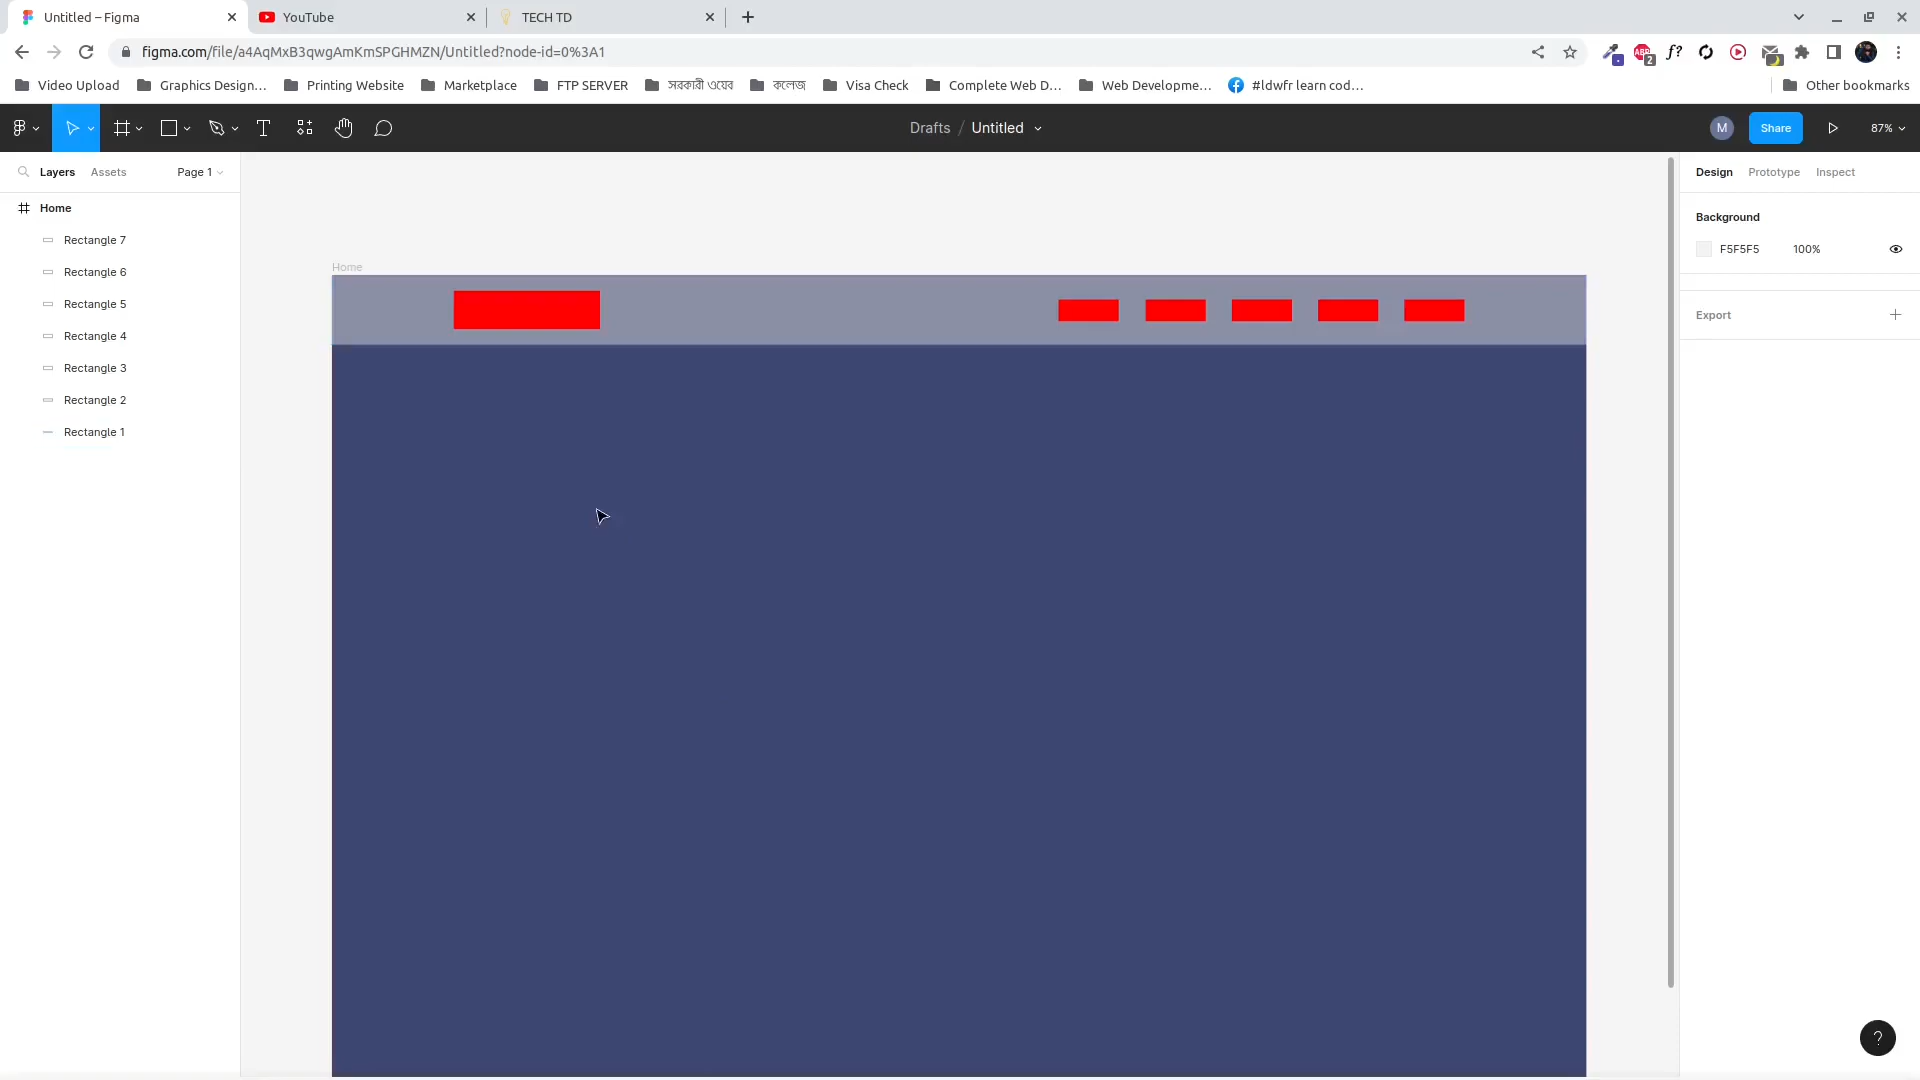 Untitled – Figma
YouTube
TECH TD
figma.com/file/a4AqMxB3qwgAmKmSPGHMZN/Untitled?node-id=0%3A1
ABP
2
f?
Video Upload
Graphics Design...
Printing Website
Marketplace
FTP SERVER
সরকারী ওয়েব
কলেজ
Visa Check
Complete Web D...
Web Developme...
#ldwfr learn cod...
Other bookmarks
T
Drafts / Untitled
M
Share
87%
Layers
Assets
Page 1
Design
Prototype
Inspect
Home
Rectangle 7
Rectangle 6
Rectangle 5
Rectangle 4
Rectangle 3
Rectangle 2
Rectangle 1
Home
Background
F5F5F5
100%
Export
?